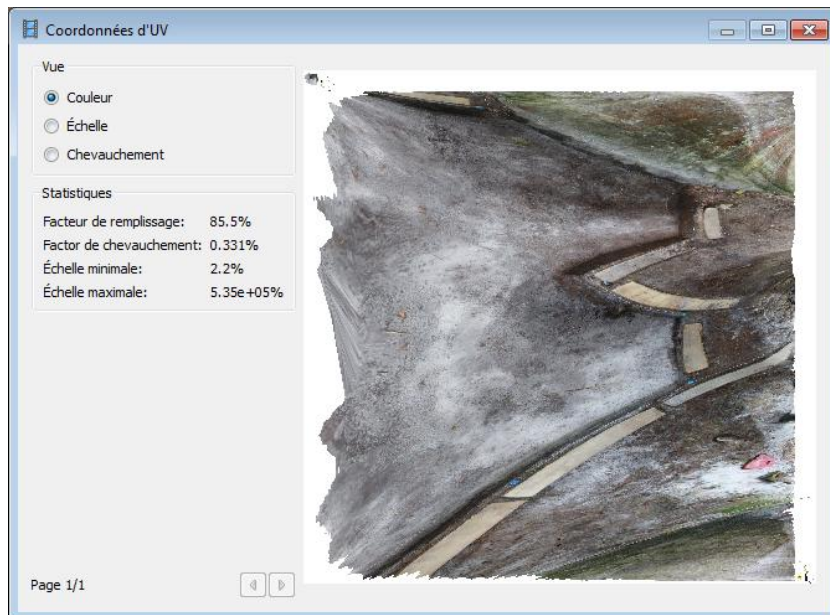 Coordonnées d'UV
Vue
Couleur
Échelle
Chevauchement
Statistiques
Facteur de remplissage: 85.5%
Factor de chevauchement: 0.331%
Échelle minimale: 2.2%
Échelle maximale: 5.35e+05%
Page 1/1